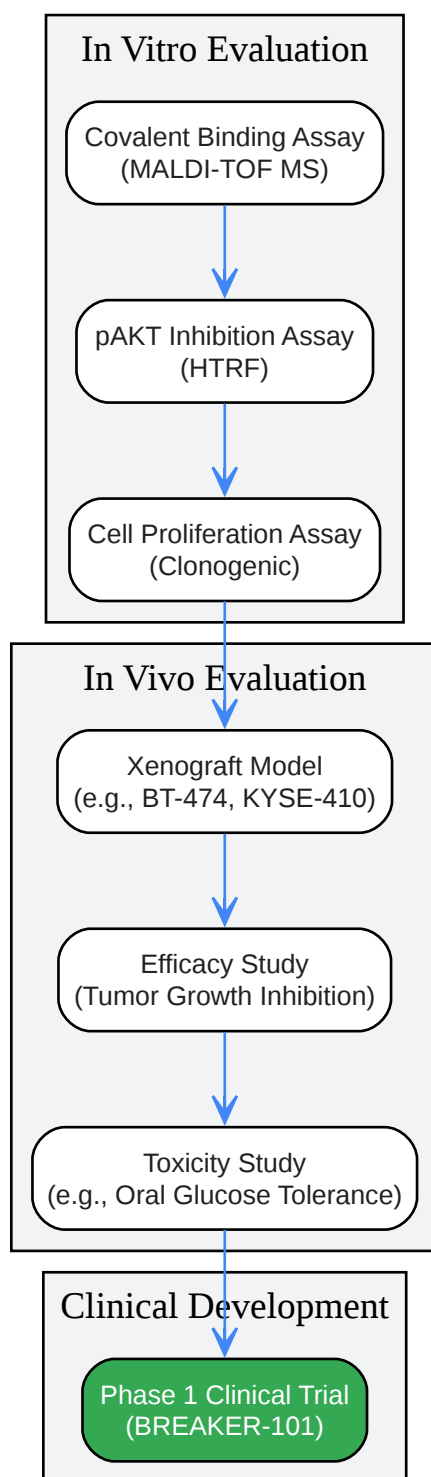 In Vitro Evaluation
Covalent Binding Assay
(MALDI-TOF MS)
pAKT Inhibition Assay
(HTRF)
Cell Proliferation Assay
(Clonogenic)
In Vivo Evaluation
Xenograft Model
(e.g., BT-474, KYSE-410)
Efficacy Study
(Tumor Growth Inhibition)
Toxicity Study
(e.g., Oral Glucose Tolerance)
Clinical Development
Phase 1 Clinical Trial
(BREAKER-101)